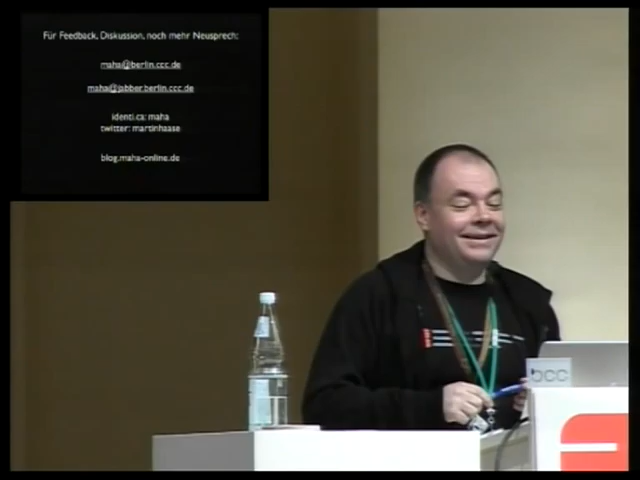 Für Feedback, Diskussion, noch mehr Neusprech:
maha@berlin.ccc.de
maha@jabber.berlin.ccc.de
identi.ca: maha
twitter: martinhaase
blog.maha-online.de
bcc